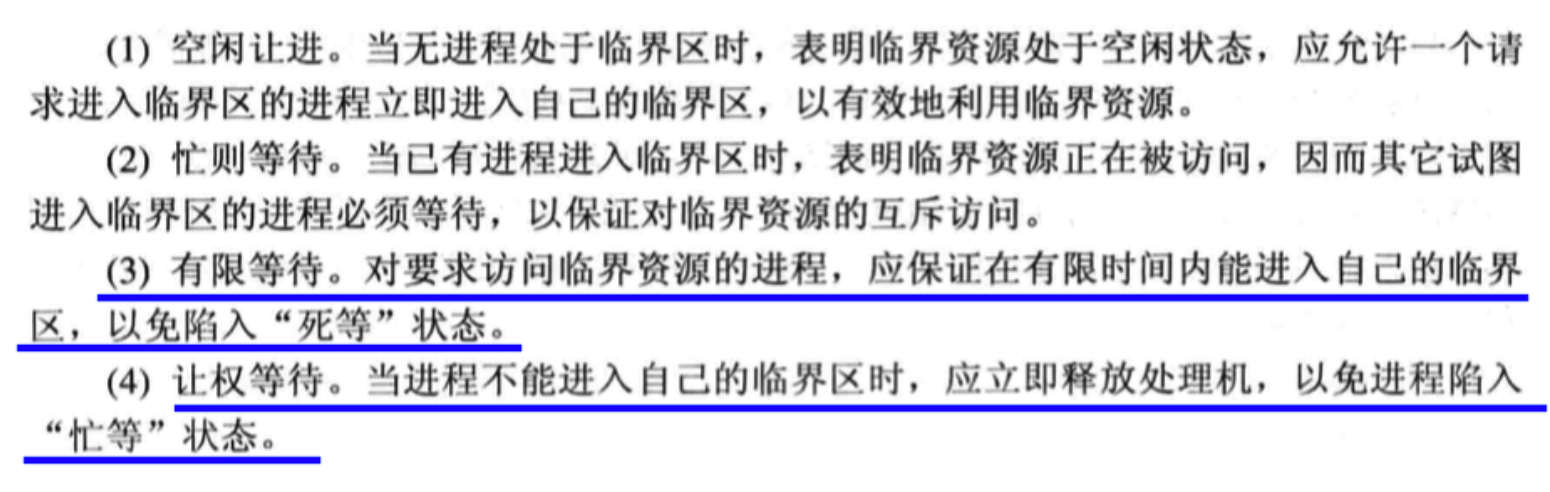 (1) 空闲让进。当无进程处于临界区时，表明临界资源处于空闲状态，应允许一个请
求进入临界区的进程立即进入自己的临界区，以有效地利用临界资源。
(2) 忙则等待。当已有进程进入临界区时，表明临界资源正在被访问，因而其它试图
进入临界区的进程必须等待，以保证对临界资源的互斥访问。
(3) 有限等待。对要求访问临界资源的进程，应保证在有限时间内能进入自己的临界
区，以免陷入“死等”状态。
(4) 让权等待。当进程不能进入自己的临界区时，应立即释放处理机，以免进程陷入
“忙等”状态。